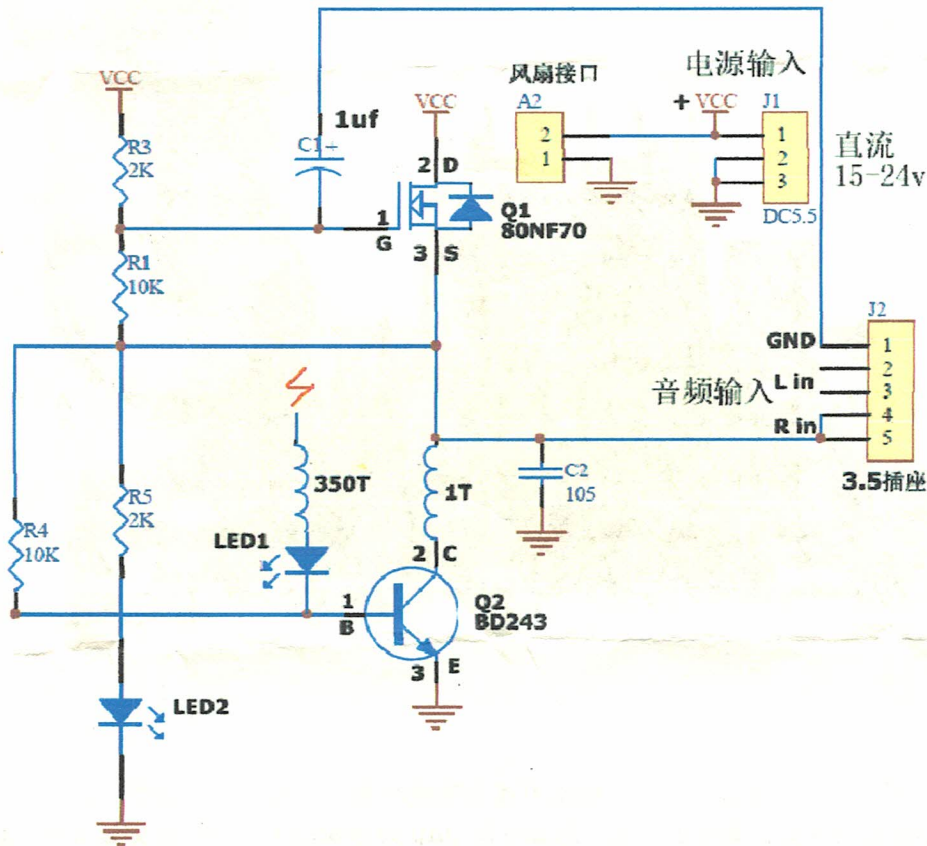 VCC
R3
2K
R1
10K
1uf
C1+
VCC
2 D
1
G
Q1
80NF70
3 S
风扇接口
A2
2
1
电源输入
+ VCC
J1
1
2
3
DC5.5
直流
15-24v
J2
GND
1
2
音频输入
L in
3
4
R in
5
3.5插座
C2
105
350T
1T
R5
2K
R4
10K
LED1
2 C
1
B
Q2
BD243
3 E
LED2